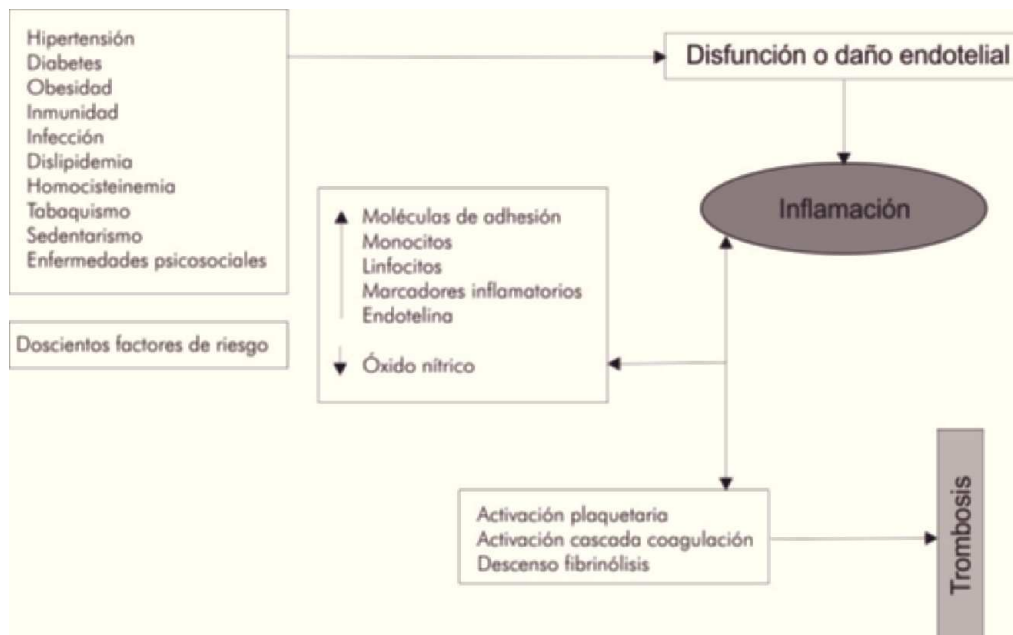 Hipertensión
Diabetes
Obesidad
Inmunidad
Infección
Dislipidemia
Homocisteinemia
Tabaquismo
Sedentarismo
Enfermedades psicosociales
Doscientos factores de riesgo
Disfunción o daño endotelial
Inflamación
Moléculas de adhesión
Monocitos
Linfocitos
Marcadores inflamatorios
Endotelina
Óxido nítrico
Activación plaquetaria
Activación cascada coagulación
Descenso fibrinólisis
Trombosis